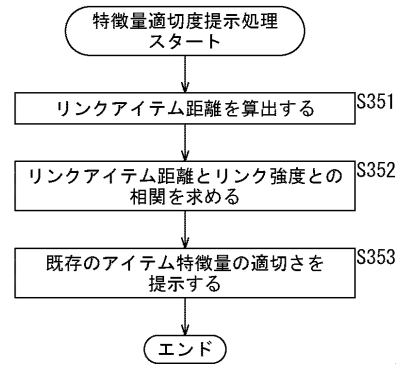 特徴量適切度提示処理
スタート
リンクアイテム距離を算出する
S351
リンクアイテム距離とリンク強度との
相関を求める
S352
既存のアイテム特徴量の適切さを
提示する
S353
エンド